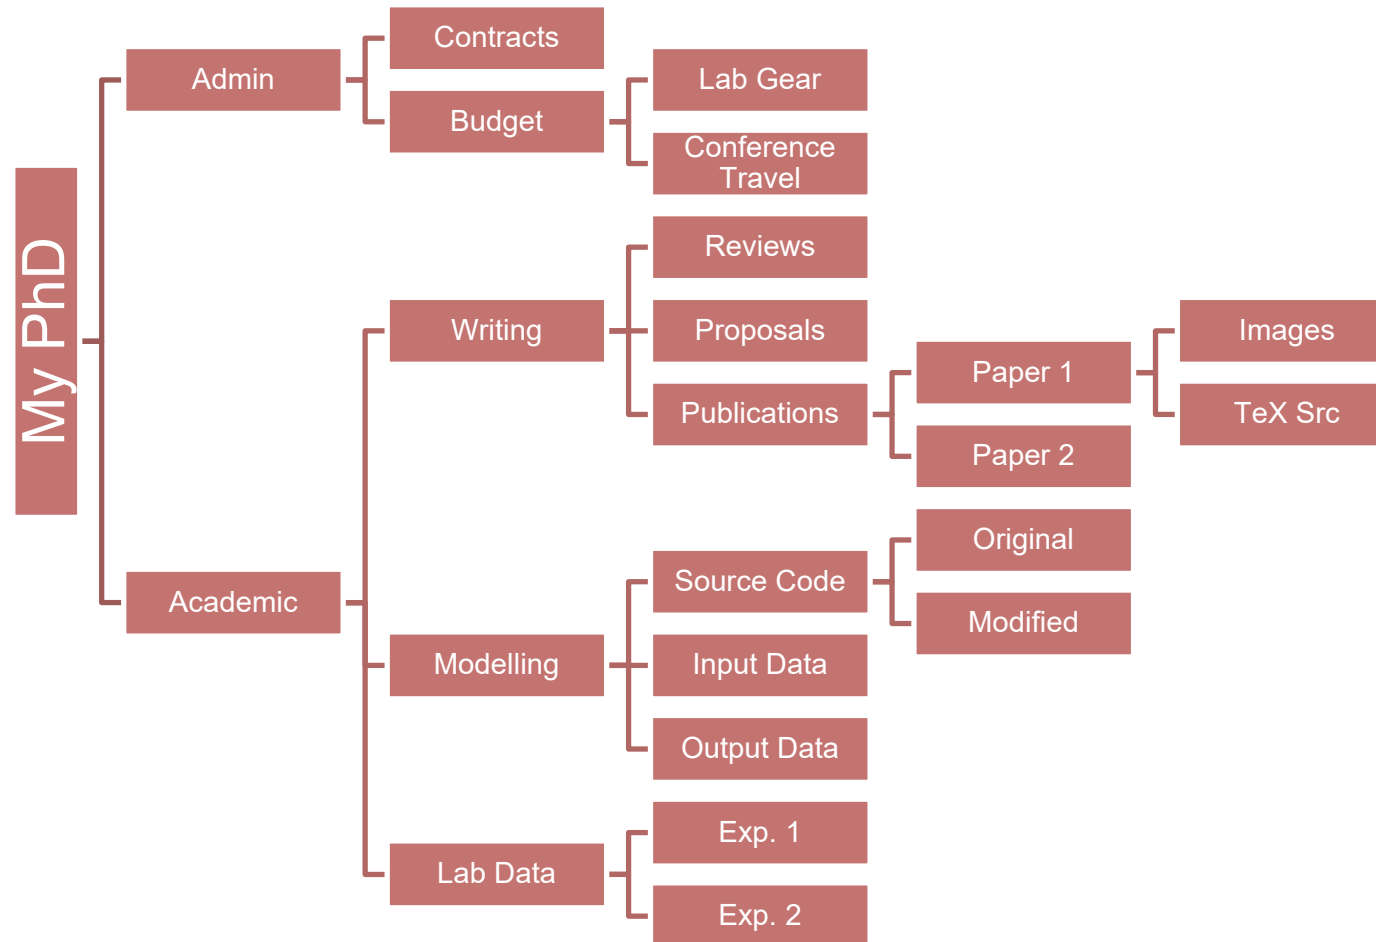 My PhD
Admin
Contracts
Budget
Lab Gear
Conference
Travel
Academic
Writing
Reviews
Proposals
Publications
Paper 1
Images
TeX Src
Paper 2
Modelling
Source Code
Original
Modified
Input Data
Output Data
Lab Data
Exp. 1
Exp. 2